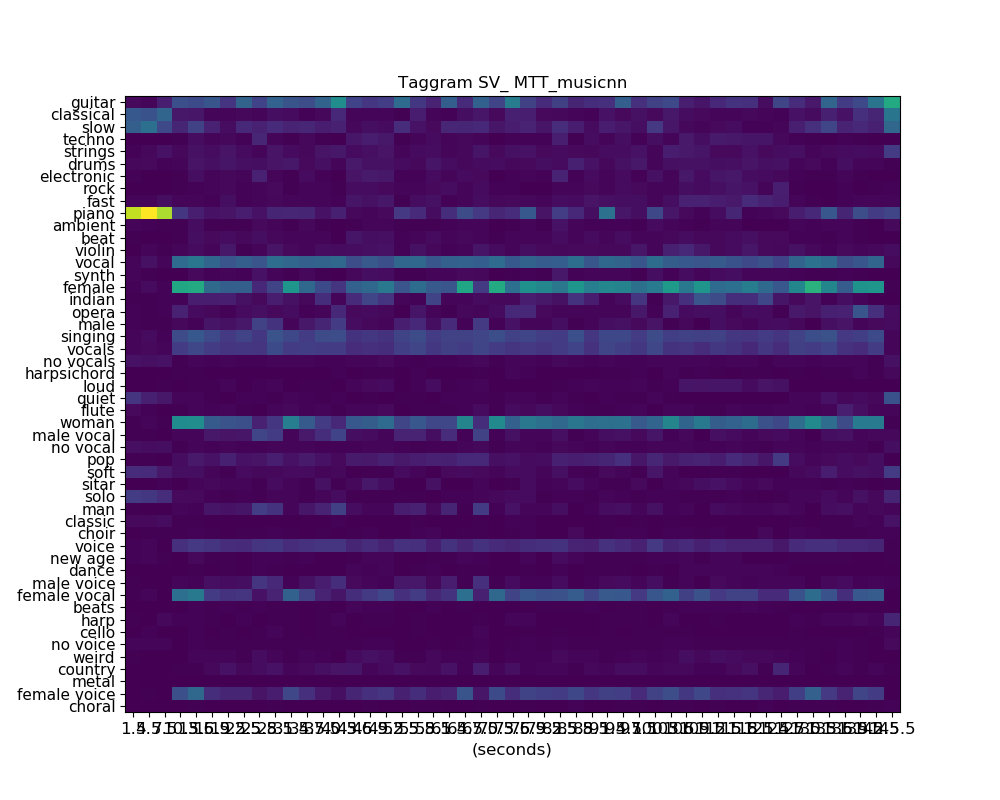 Taggram SV_ MTT_musicnn
guitar
classical
slow
techno
strings
drums
electronic
rock
fast
piano
ambient
beat
violin
vocal
synth
female
indian
opera
male
singing
vocals
no vocals
harpsichord
loud
quiet
flute
woman
male vocal
no vocal
pop
soft
sitar
solo
man
classic
choir
voice
new age
dance
male voice
female vocal
beats
harp
cello
no voice
weird
country
metal
female voice
choral
(seconds)